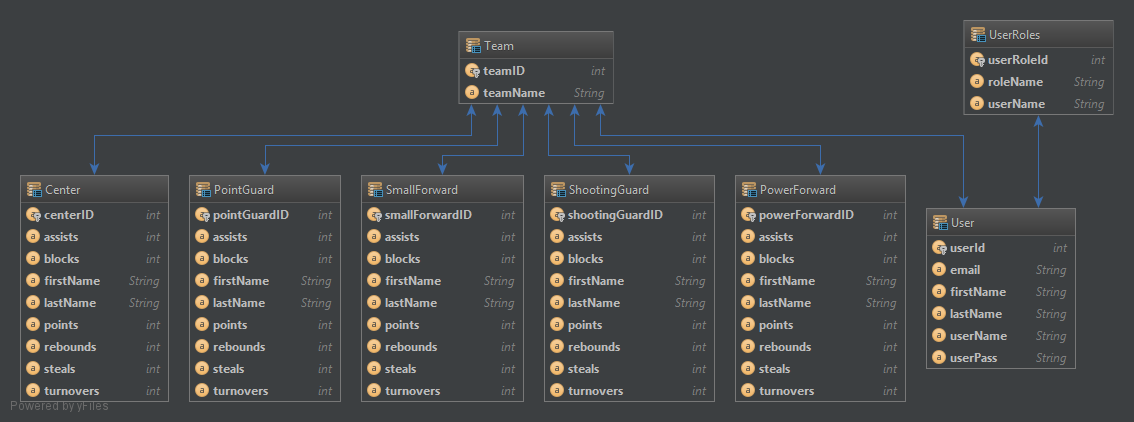 Team
teamID int
teamName String
UserRoles
userRoleId int
roleName String
userName String
Center
centerID int
assists int
blocks int
firstName String
lastName String
points int
rebounds int
steals int
turnovers int
PointGuard
pointGuardID int
assists int
blocks int
firstName String
lastName String
points int
rebounds int
steals int
turnovers int
SmallForward
smallForwardID int
assists int
blocks int
firstName String
lastName String
points int
rebounds int
steals int
turnovers int
ShootingGuard
shootingGuardID int
assists int
blocks int
firstName String
lastName String
points int
rebounds int
steals int
turnovers int
PowerForward
powerForwardID int
assists int
blocks int
firstName String
lastName String
points int
rebounds int
steals int
turnovers int
User
userId int
email String
firstName String
lastName String
userName String
userPass String
Powered by yFiles